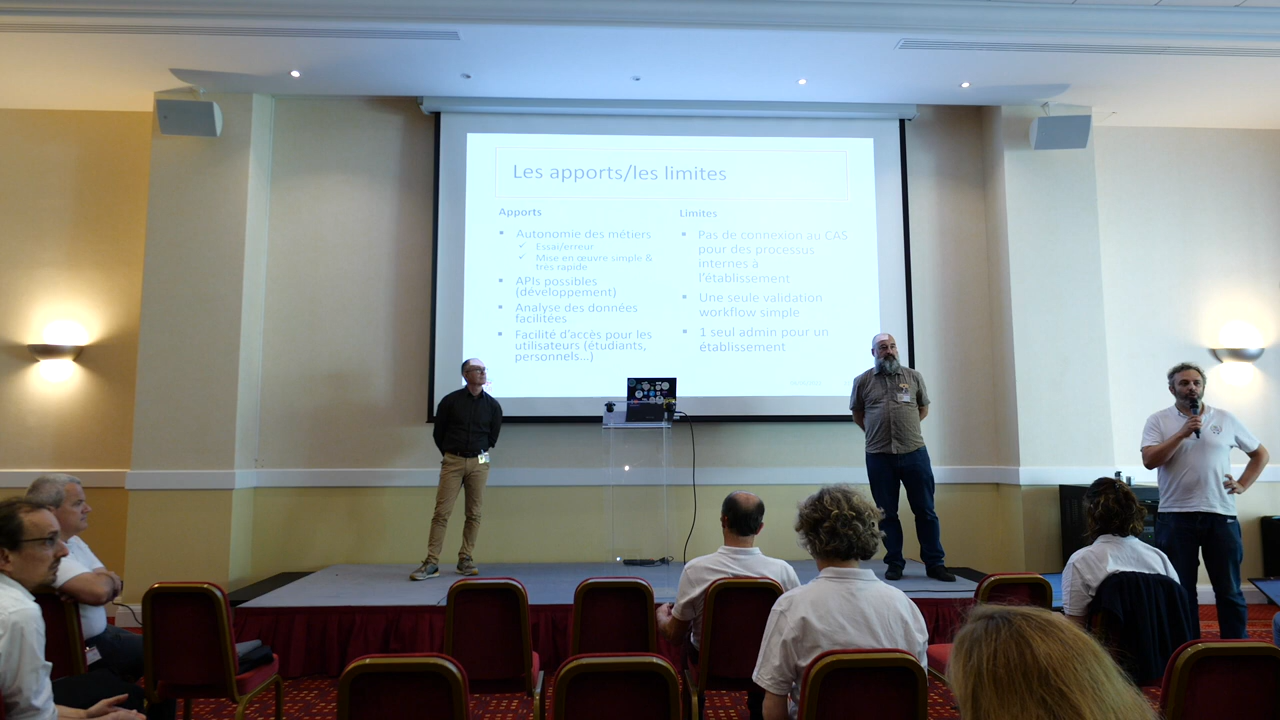 Les apports/les limites
Apports
Autonomie des métiers
Essai/erreur
Mise en œuvre simple &
très rapide
APIs possibles
(développement)
Analyse des données
facilitées
Facilité d'accès pour les
utilisateurs (étudiants,
personnels...)
Limites
Pas de connexion au CAS
pour des processus
internes à
l'établissement
Une seule validation
workflow simple
1 seul admin pour un
établissement